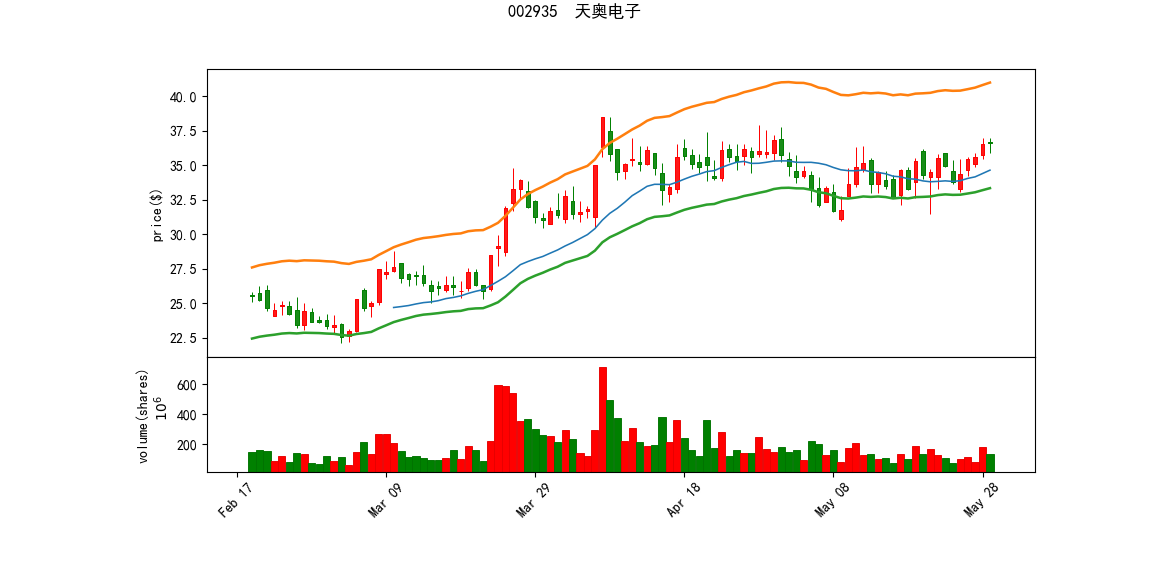 002935 天奥电子
price($)
40.0
37.5
35.0
32.5
30.0
27.5
25.0
22.5
volume(shares)
10^6
600
400
200
Feb 17
Mar 09
Mar 29
Apr 18
May 08
May 28